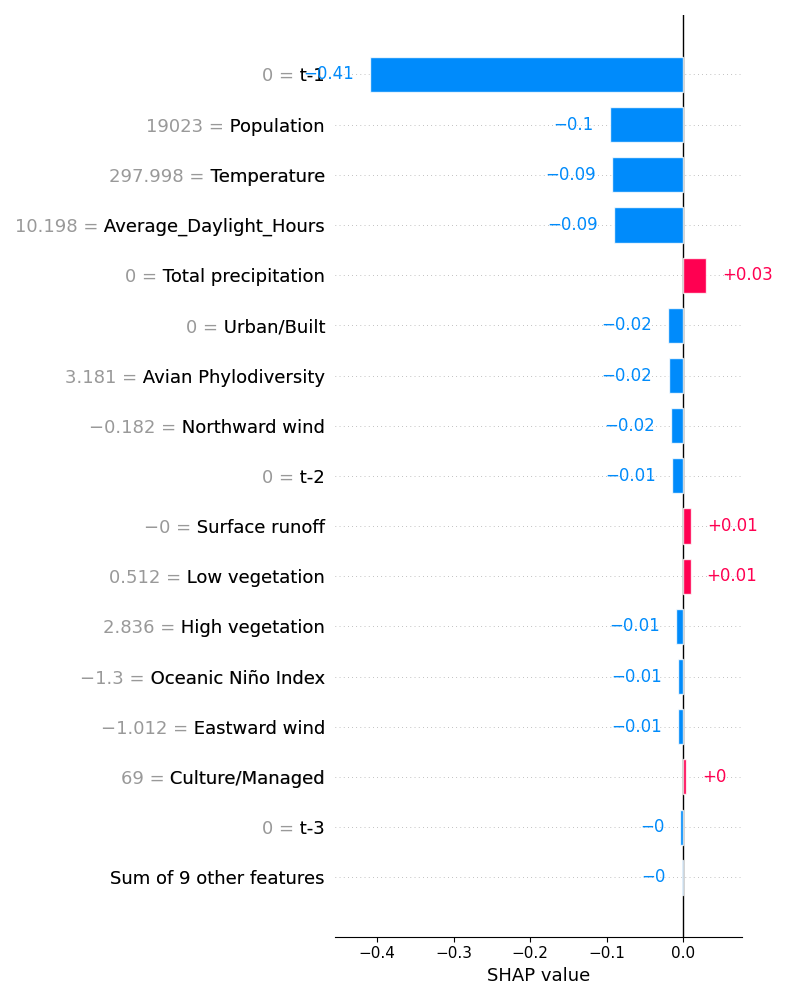 0 = t-1 −0.41
19023 = Population −0.1
297.998 = Temperature −0.09
10.198 = Average_Daylight_Hours −0.09
0 = Total precipitation +0.03
0 = Urban/Built −0.02
3.181 = Avian Phylodiversity −0.02
−0.182 = Northward wind −0.02
0 = t-2 −0.01
−0 = Surface runoff +0.01
0.512 = Low vegetation +0.01
2.836 = High vegetation −0.01
−1.3 = Oceanic Niño Index −0.01
−1.012 = Eastward wind −0.01
69 = Culture/Managed +0
0 = t-3 −0
Sum of 9 other features −0
−0.4 −0.3 −0.2 −0.1 0.0
SHAP value